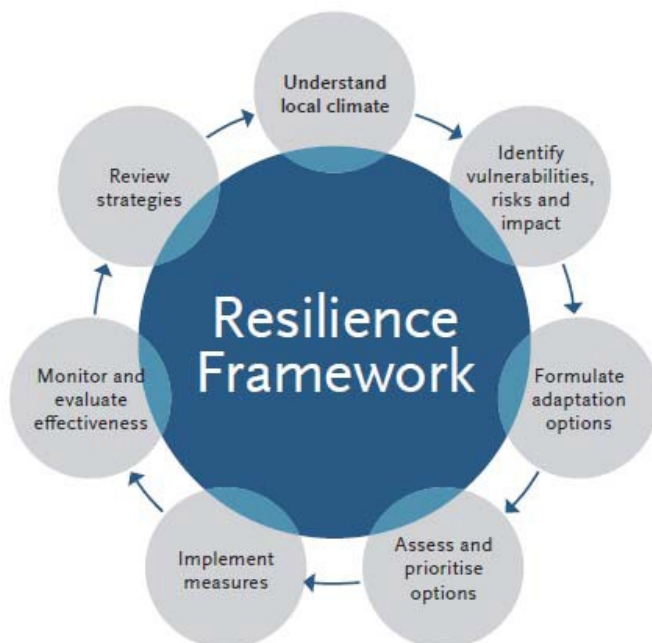 Understand
local climate
Identify
vulnerabilities,
risks and
impact
Formulate
adaptation
options
Assess and
prioritise
options
Implement
measures
Monitor and
evaluate
effectiveness
Review
strategies
Resilience
Framework